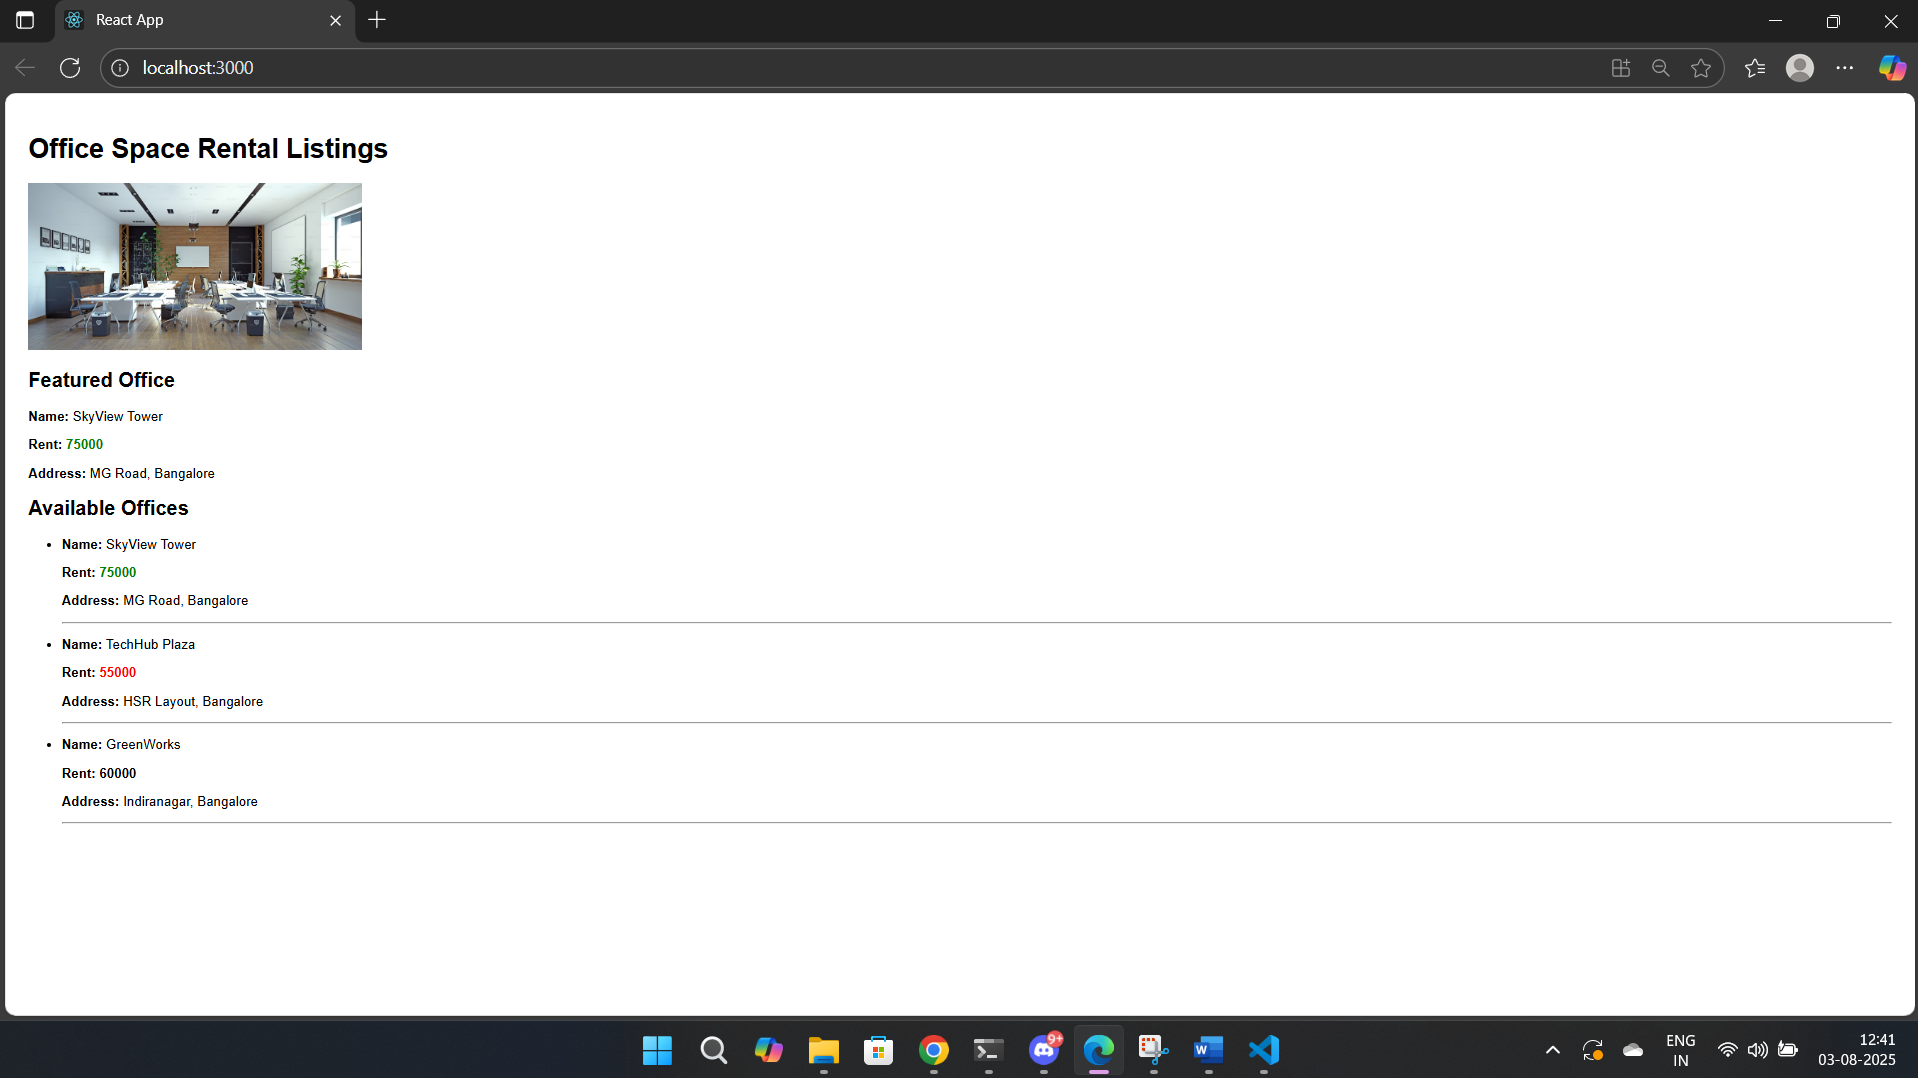 React App
localhost:3000
Office Space Rental Listings
Featured Office
Name: SkyView Tower
Rent: 75000
Address: MG Road, Bangalore
Available Offices
Name: SkyView Tower
Rent: 75000
Address: MG Road, Bangalore
Name: TechHub Plaza
Rent: 55000
Address: HSR Layout, Bangalore
Name: GreenWorks
Rent: 60000
Address: Indiranagar, Bangalore
9+
W
ENG
IN
12:41
03-08-2025